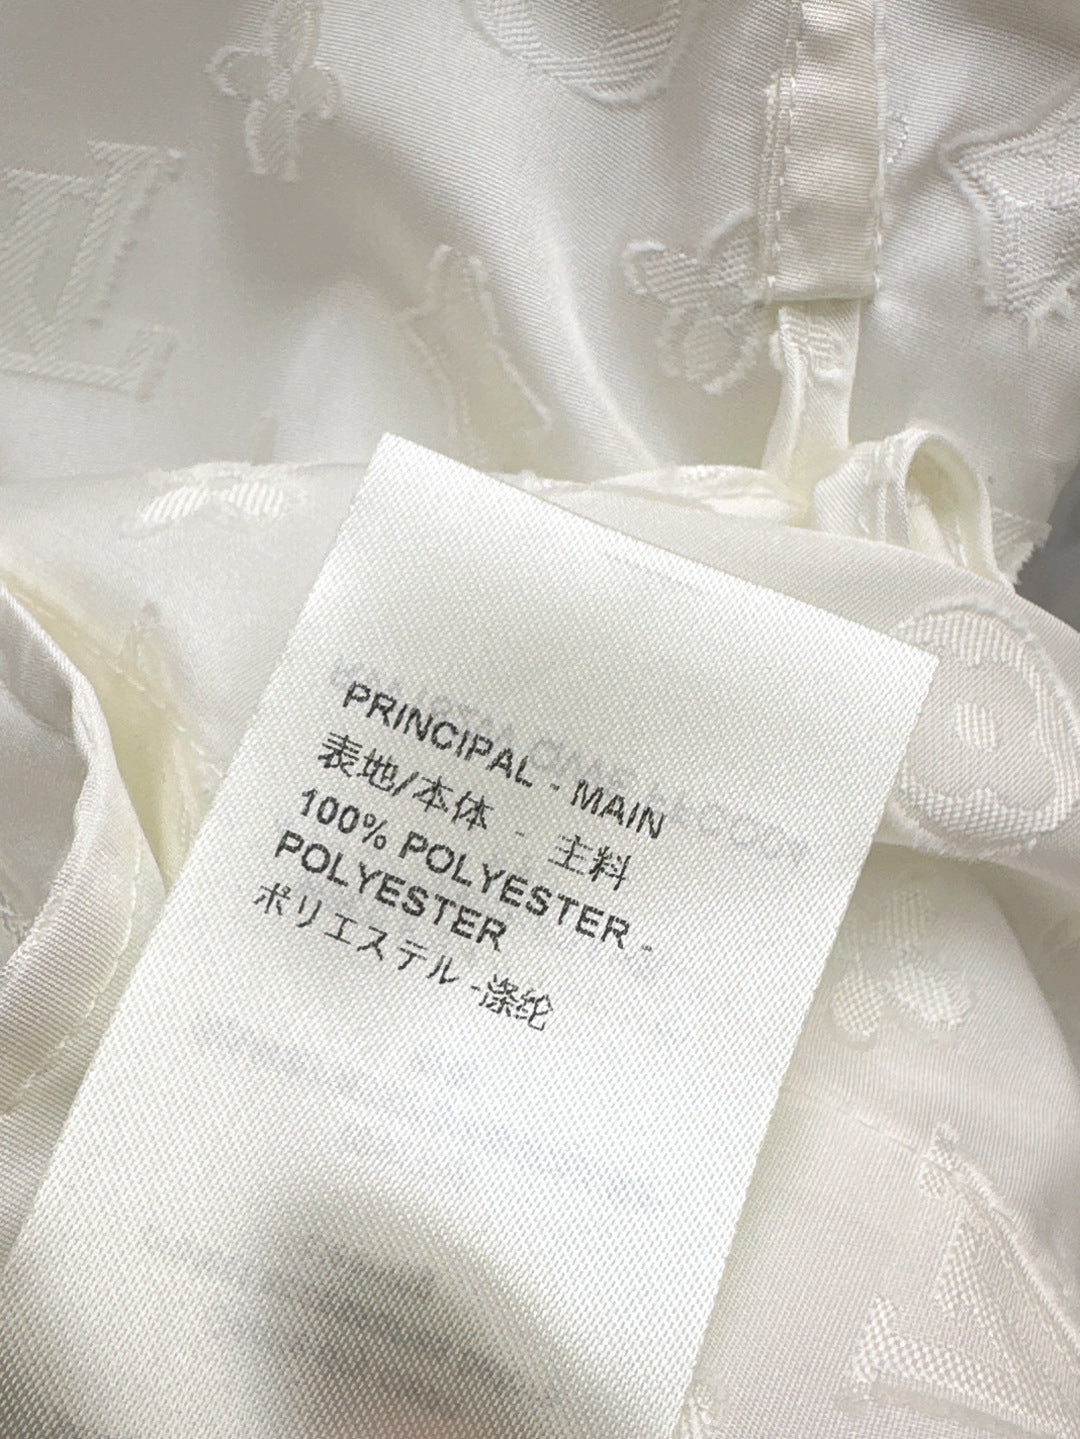 PRINCIPAL - MAIN
表地/本体 - 主料
100% POLYESTER -
POLYESTER
ポリエステル -涤纶